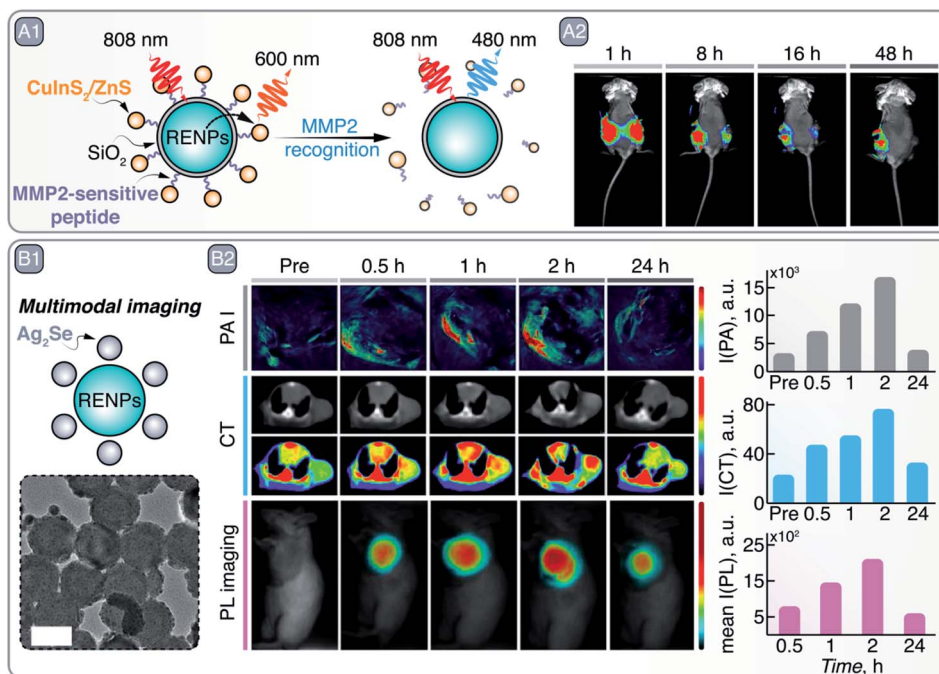 A1
808 nm
600 nm
CuInS2/ZnS
RENPs
SiO2
MMP2-sensitive
peptide
MMP2
recognition
808 nm
480 nm
A2
1 h
8 h
16 h
48 h
B1
Multimodal imaging
Ag2Se
RENPs
B2
Pre
0.5 h
1 h
2 h
24 h
PA I
CT
PL imaging
I(PA), a.u.
x10³
15
10
5
0
Pre
0.5
1
2
24
I(CT), a.u.
80
40
0
Pre
0.5
1
2
24
mean I(PL), a.u.
x10²
25
15
5
0.5
1
2
24
Time, h